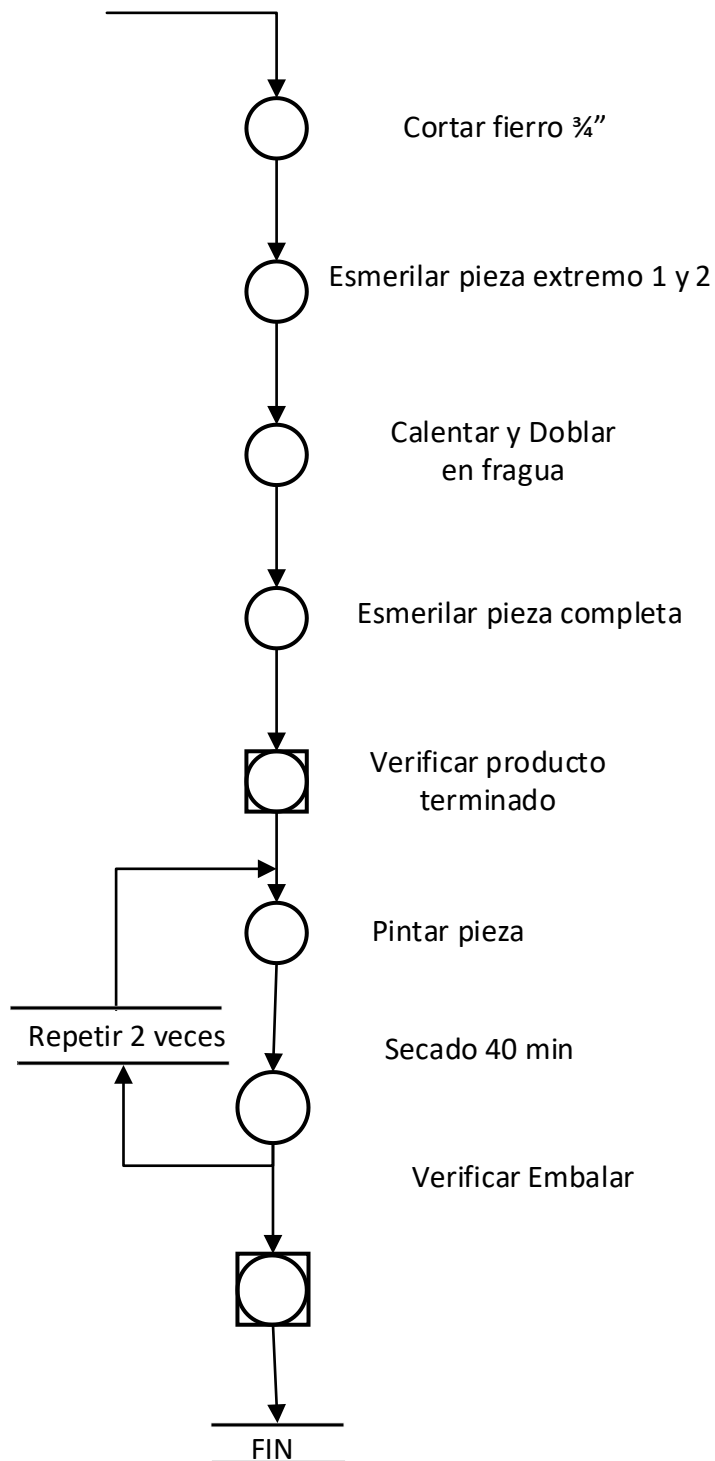 Cortar fierro ¾”
Esmerilar pieza extremo 1 y 2
Calentar y Doblar
en fragua
Esmerilar pieza completa
Verificar producto
terminado
Pintar pieza
Repetir 2 veces
Secado 40 min
Verificar Embalar
FIN